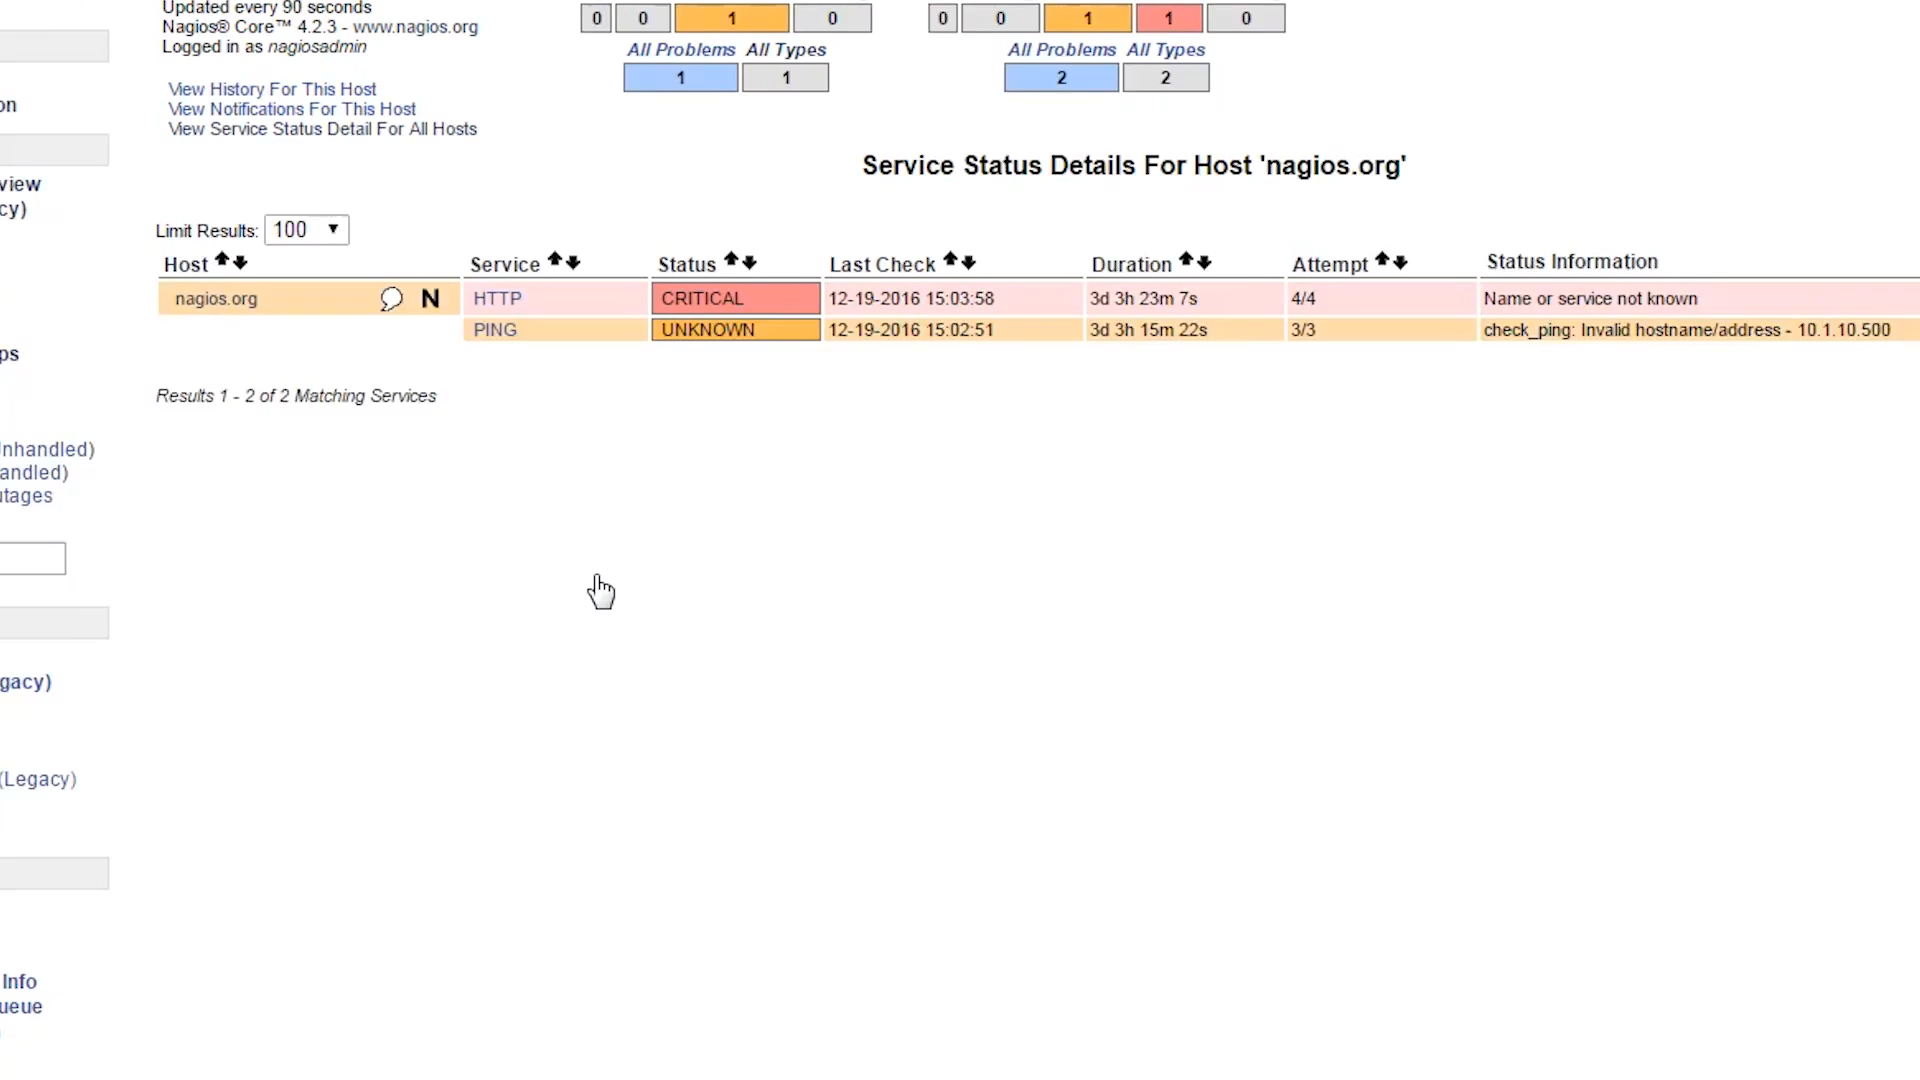 Updated every 90 seconds
Nagios® Core™ 4.2.3 - www.nagios.org
Logged in as nagiosadmin
View History For This Host
View Notifications For This Host
View Service Status Detail For All Hosts
0 0 1 0
All Problems All Types
1 1
0 0 1 1 0
All Problems All Types
2 2
Service Status Details For Host 'nagios.org'
Limit Results: 100
Host Service Status Last Check Duration Attempt Status Information
nagios.org N HTTP CRITICAL 12-19-2016 15:03:58 3d 3h 23m 7s 4/4 Name or service not known
PING UNKNOWN 12-19-2016 15:02:51 3d 3h 15m 22s 3/3 check_ping: Invalid hostname/address - 10.1.10.500
Results 1 - 2 of 2 Matching Services
on
view
cy)
ps
nhandled)
andled)
utages
gacy)
(Legacy)
Info
ueue